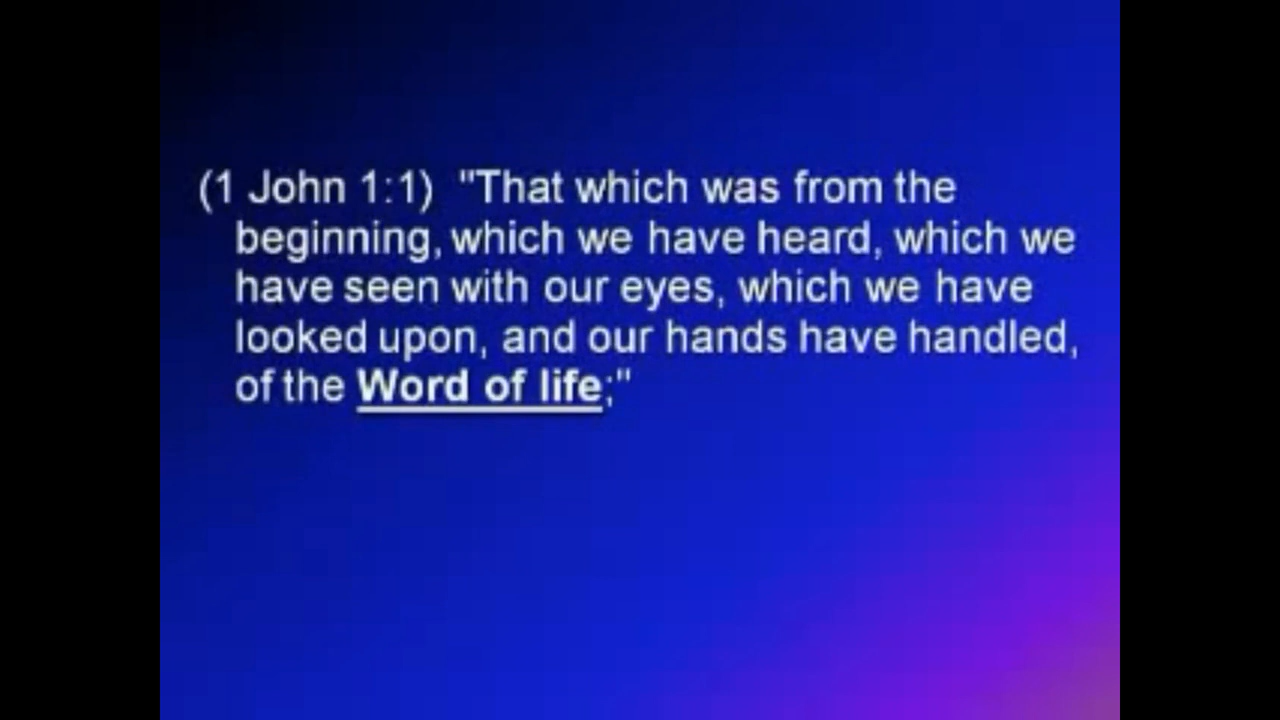 (1 John 1:1)  "That which was from the
beginning, which we have heard, which we
have seen with our eyes, which we have
looked upon, and our hands have handled,
of the Word of life;"